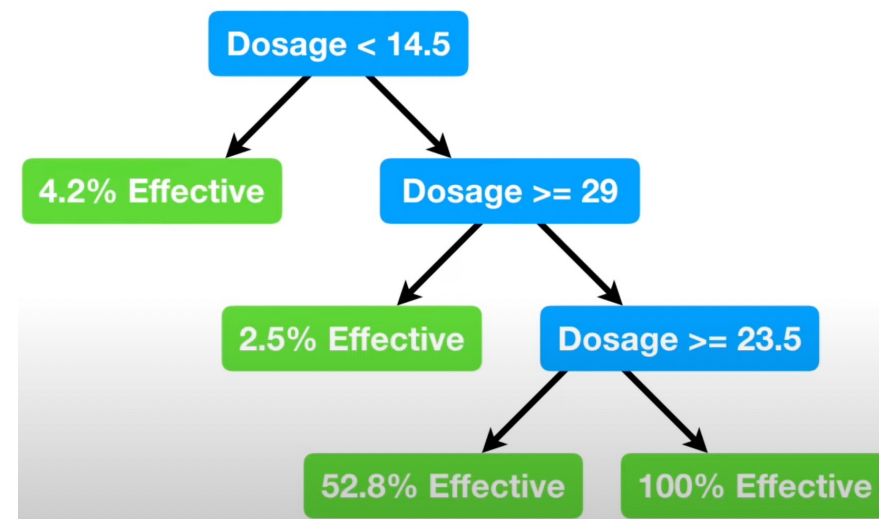 Dosage < 14.5
4.2% Effective
Dosage >= 29
2.5% Effective
Dosage >= 23.5
52.8% Effective
100% Effective